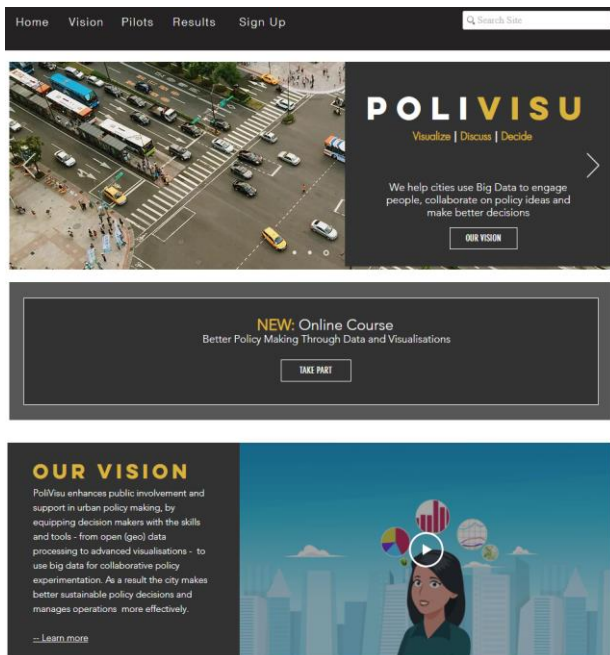 Home Vision Pilots Results Sign Up
Search Site
POLIVISU
Visualize | Discuss | Decide
We help cities use Big Data to engage
people, collaborate on policy ideas and
make better decisions
OUR VISION
NEW: Online Course
Better Policy Making Through Data and Visualisations
TAKE PART
OUR VISION
PoliVisu enhances public involvement and
support in urban policy making, by
equipping decision makers with the skills
and tools - from open (geo) data
processing to advanced visualisations - to
use big data for collaborative policy
experimentation. As a result the city makes
better sustainable policy decisions and
manages operations more effectively.
-- Learn more